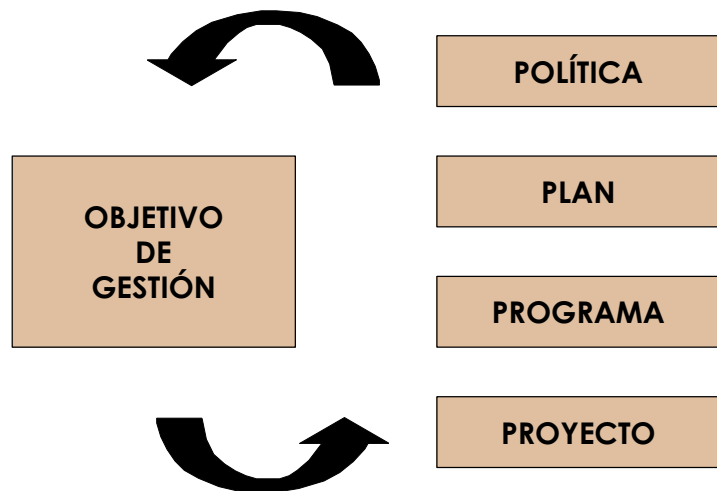 OBJETIVO
DE
GESTIÓN
POLÍTICA
PLAN
PROGRAMA
PROYECTO